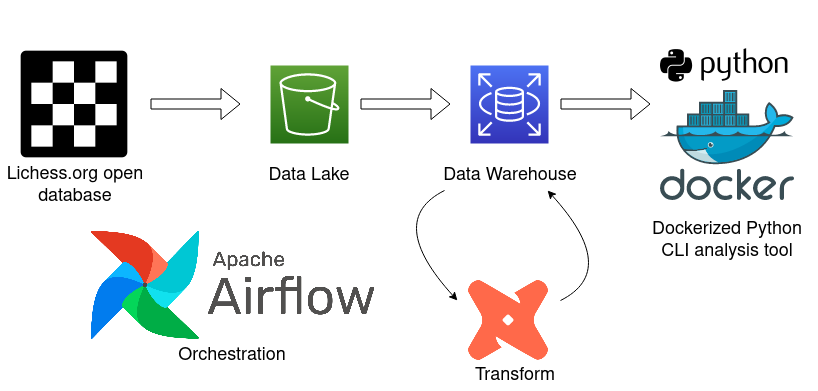 python
docker
Lichess.org open
database
Data Lake
Data Warehouse
Dockerized Python
CLI analysis tool
Apache
Airflow
Orchestration
Transform